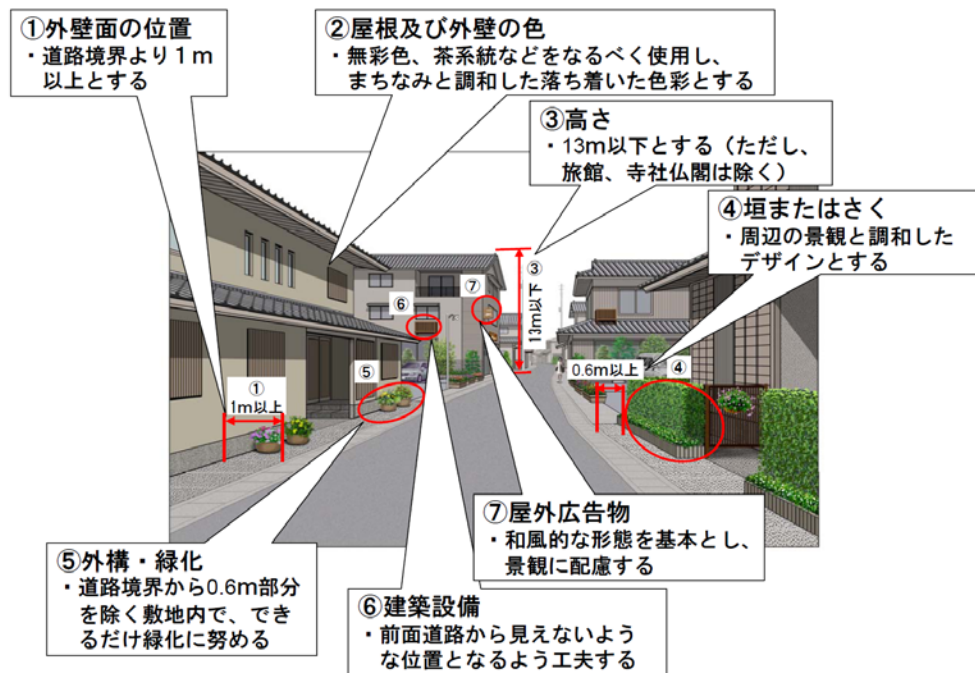 ①外壁面の位置
・道路境界より１ｍ
以上とする
②屋根及び外壁の色
・無彩色、茶系統などをなるべく使用し、
まちなみと調和した落ち着いた色彩とする
③高さ
・13m以下とする（ただし、
旅館、寺社仏閣は除く）
④垣またはさく
・周辺の景観と調和した
デザインとする
③
13m以下
⑦
⑥
⑤
①
1m以上
0.6m以上
④
⑤外構・緑化
・道路境界から0.6m部分
を除く敷地内で、でき
るだけ緑化に努める
⑦屋外広告物
・和風的な形態を基本とし、
景観に配慮する
⑥建築設備
・前面道路から見えないよう
な位置となるよう工夫する